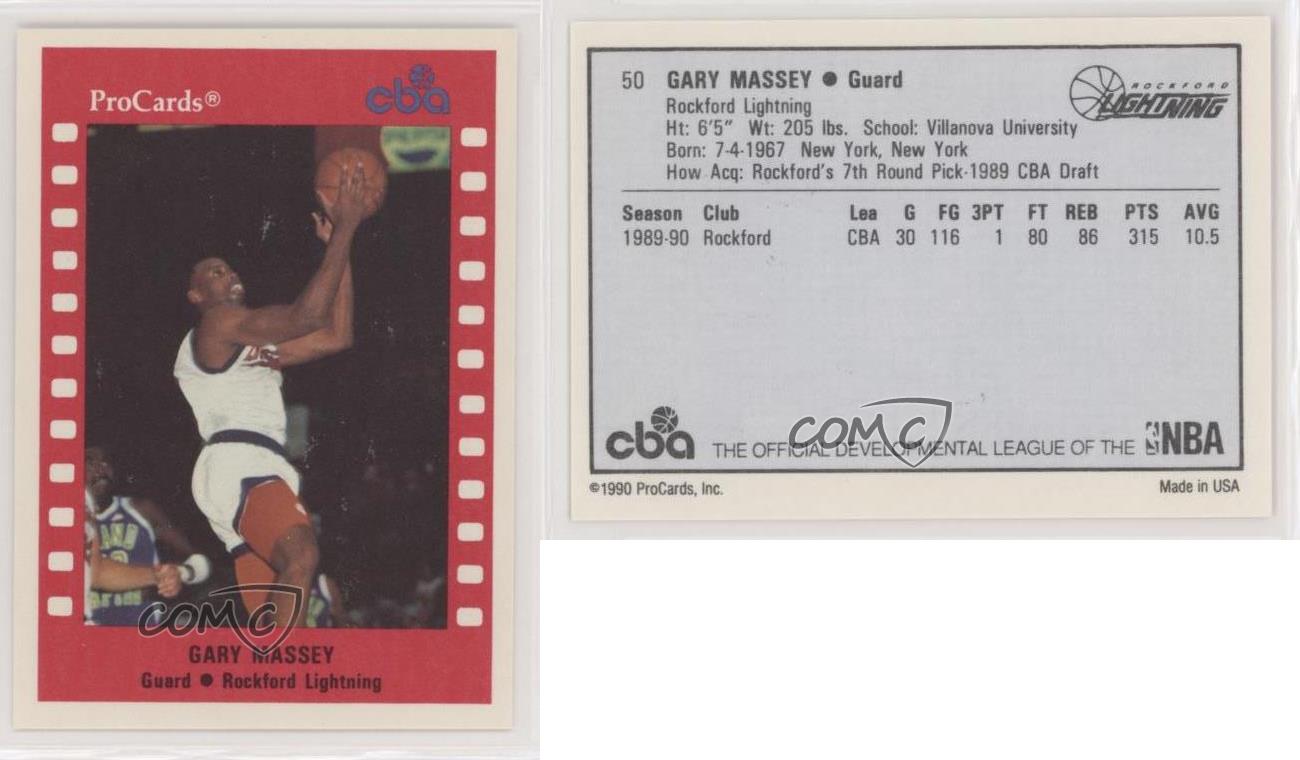 ProCards®
cba
COMC
GARY MASSEY
Guard ● Rockford Lightning
50 GARY MASSEY ● Guard
ROCKFORD
LIGHTNING
Rockford Lightning
Ht: 6'5" Wt: 205 lbs. School: Villanova University
Born: 7-4-1967 New York, New York
How Acq: Rockford's 7th Round Pick-1989 CBA Draft
Season Club Lea G FG 3PT FT REB PTS AVG
1989-90 Rockford CBA 30 116 1 80 86 315 10.5
COMC
cba THE OFFICIAL DEVELOPMENTAL LEAGUE OF THE NBA
©1990 ProCards, Inc. Made in USA